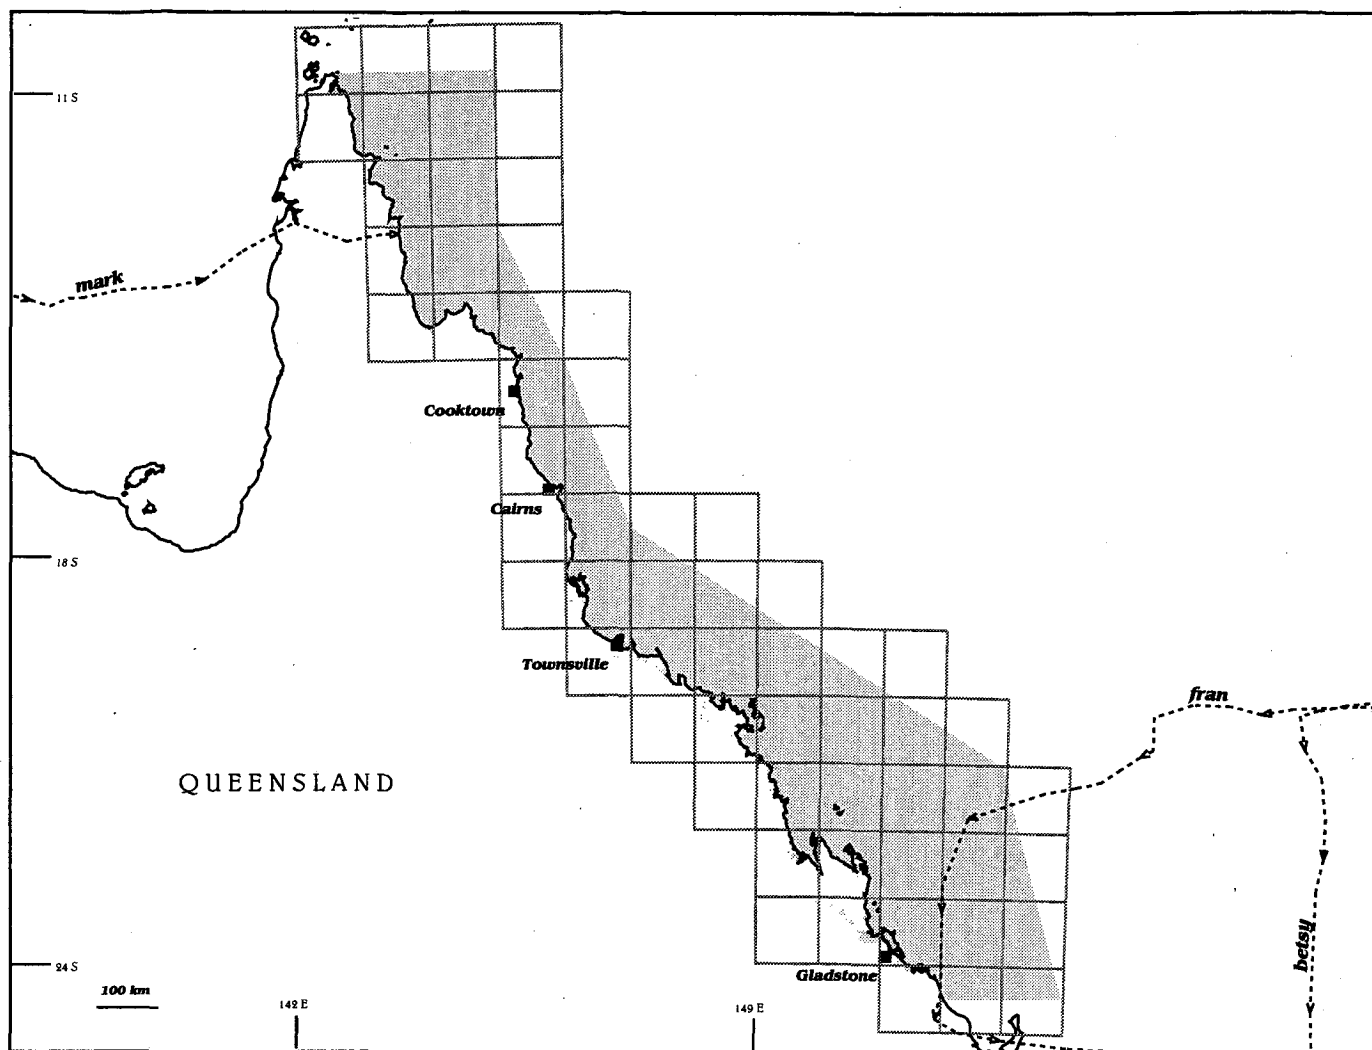 11 S
mark
Cooktown
Cairns
18 S
Townsville
fran
QUEENSLAND
betsy
24 S
Gladstone
100 km
142 E
149 E